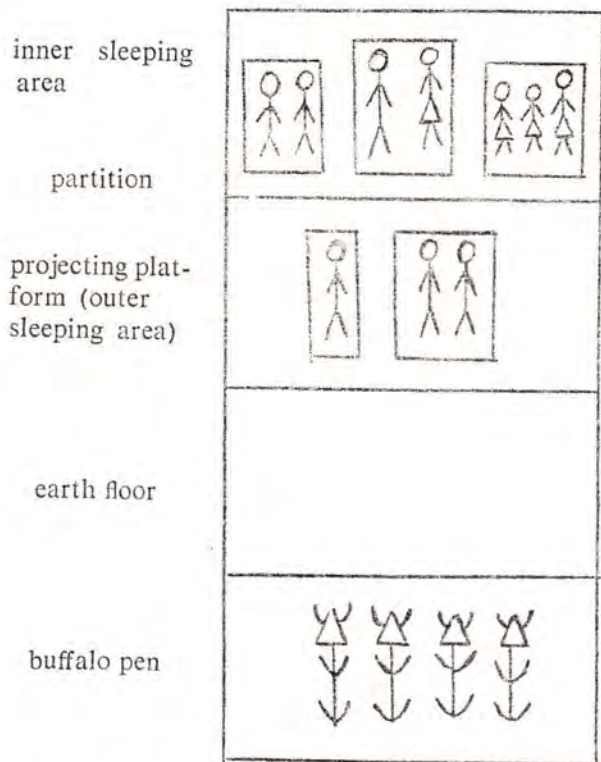 inner sleeping
area
partition
projecting plat-
form (outer
sleeping area)
earth floor
buffalo pen